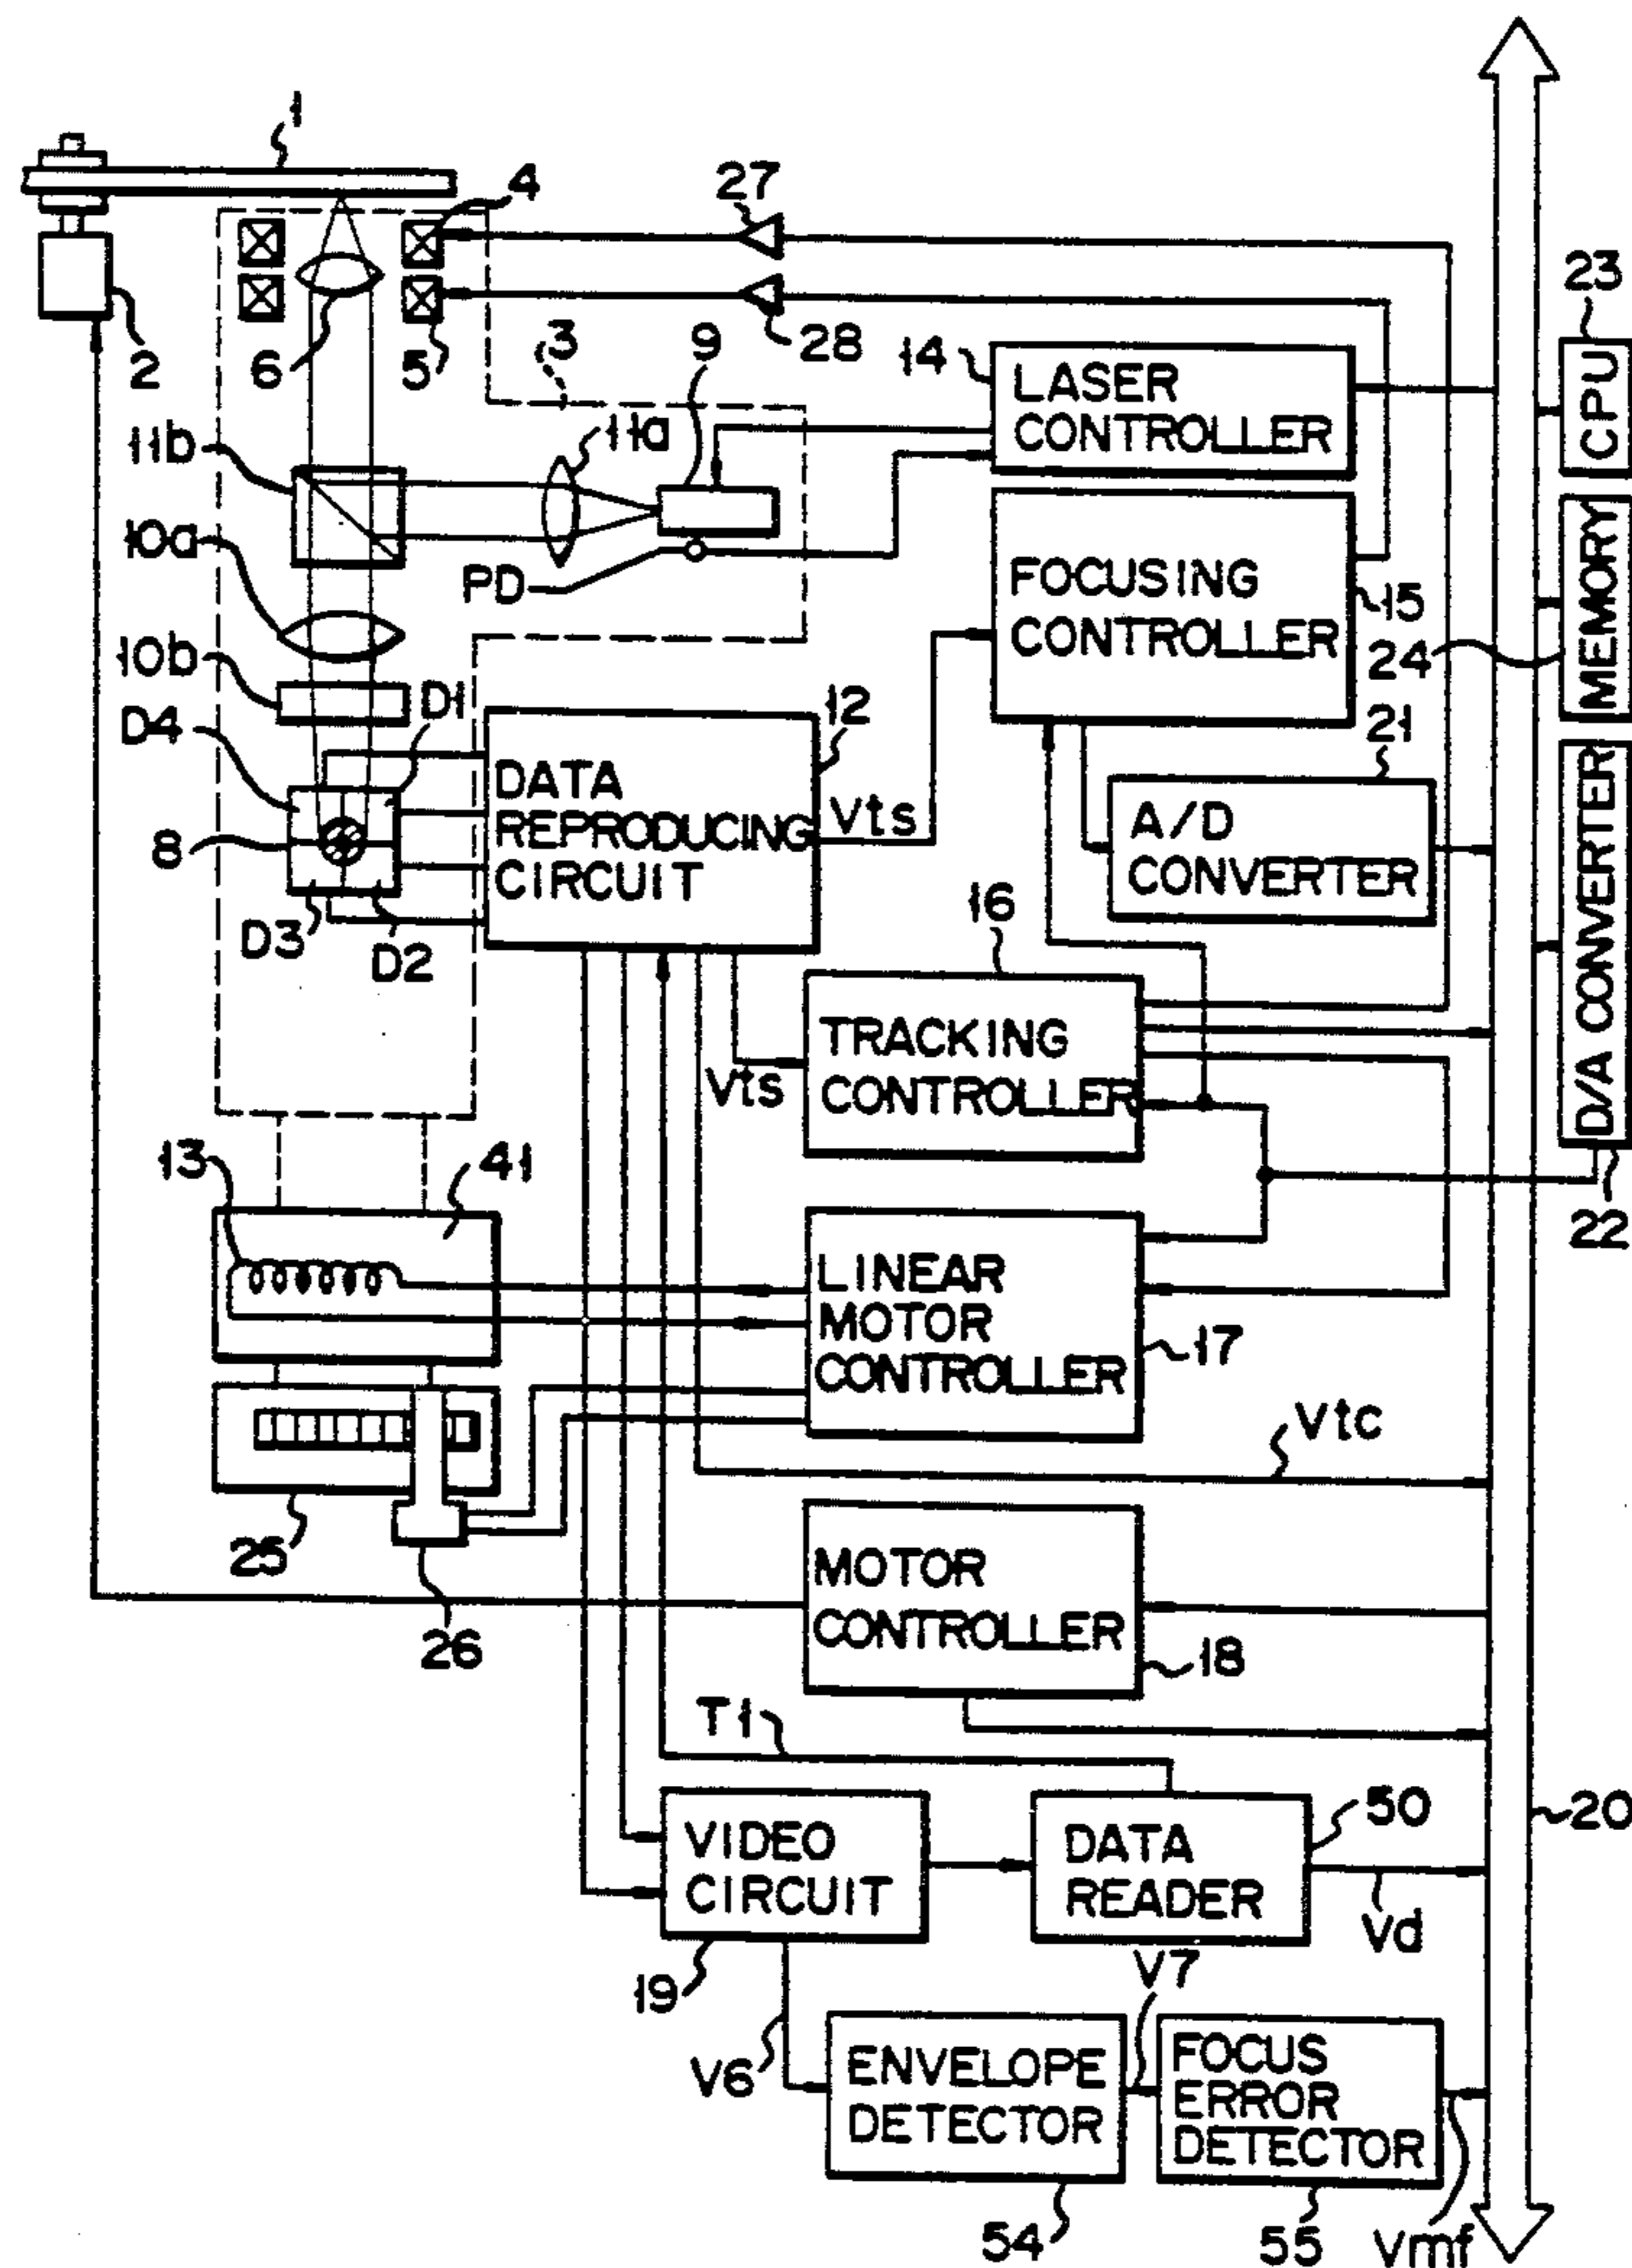 1
4
27
23
2
6
5
3
9
28
14
LASER
CONTROLLER
CPU
11b
11a
10a
PD
FOCUSING
CONTROLLER
15
24
MEMORY
10b
D4
D1
12
21
8
DATA
REPRODUCING
CIRCUIT
Vts
A/D
CONVERTER
D/A CONVERTER
D3
D2
16
TRACKING
CONTROLLER
Vts
13
41
22
LINEAR
MOTOR
CONTROLLER
17
Vtc
25
26
MOTOR
CONTROLLER
18
T1
50
20
VIDEO
CIRCUIT
DATA
READER
Vd
19
V7
V6
ENVELOPE
DETECTOR
FOCUS
ERROR
DETECTOR
54
55
Vmf